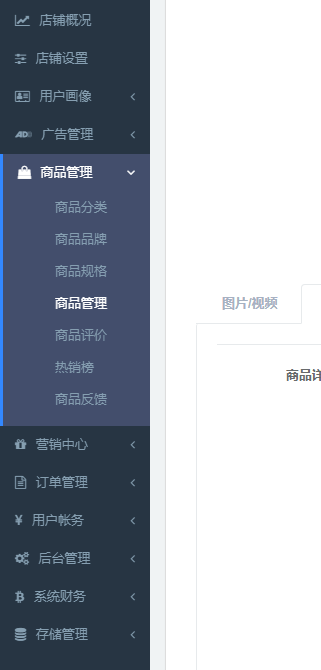 店铺概况
店铺设置
用户画像
广告管理
商品管理
商品分类
商品品牌
商品规格
商品管理
商品评价
热销榜
商品反馈
营销中心
订单管理
用户帐务
后台管理
系统财务
存储管理
图片/视频
商品详